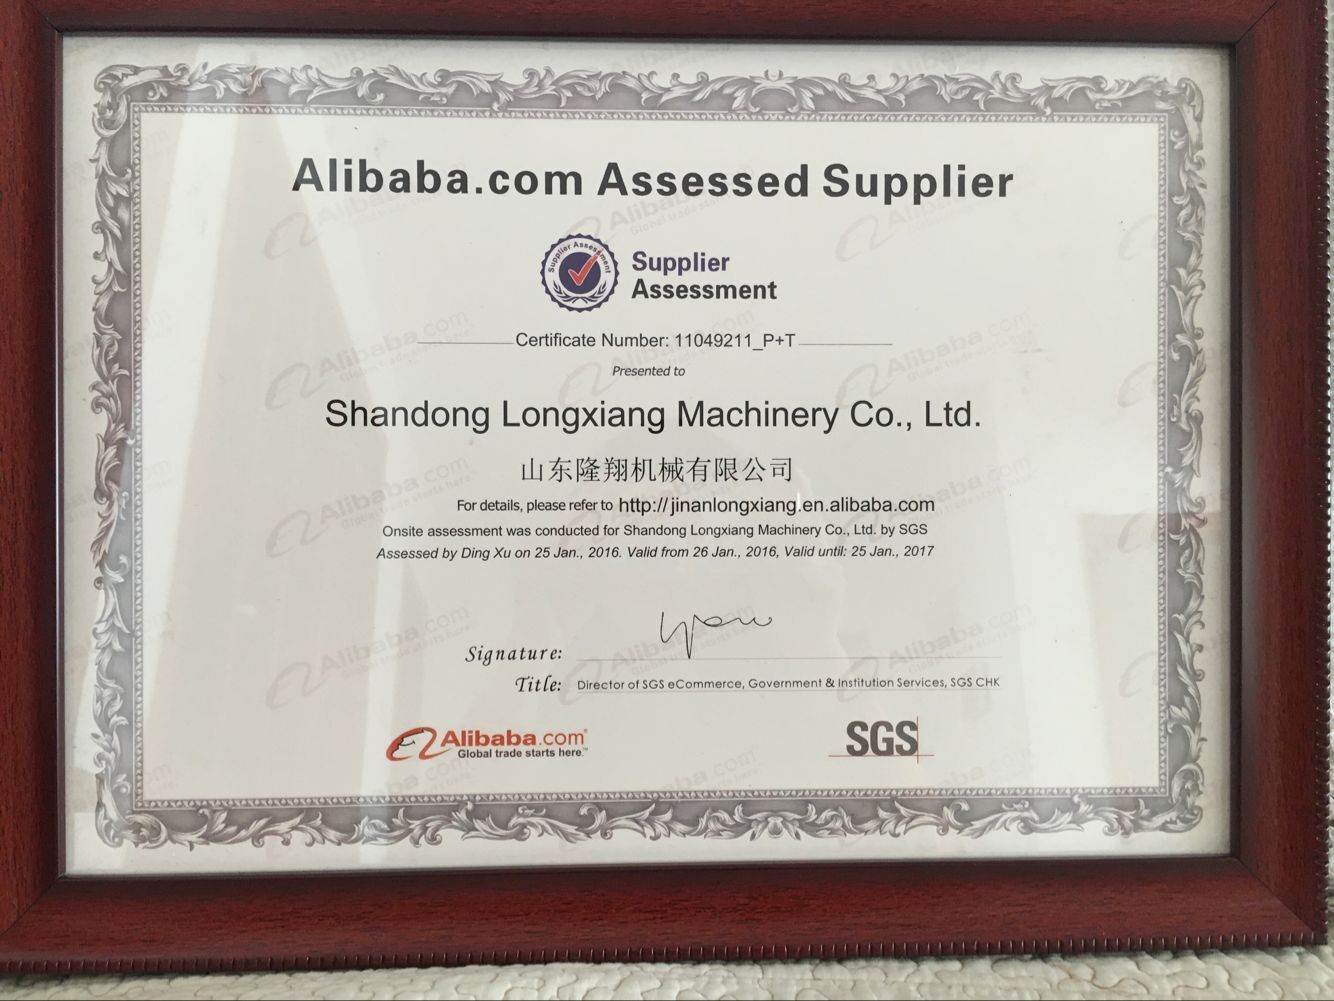 Alibaba.com Assessed Supplier
Supplier Assessment
Supplier
Assessment
Certificate Number: 11049211_P+T
Presented to
Shandong Longxiang Machinery Co., Ltd.
山东隆翔机械有限公司
For details, please refer to http://jinanlongxiang.en.alibaba.com
Onsite assessment was conducted for Shandong Longxiang Machinery Co., Ltd. by SGS
Assessed by Ding Xu on 25 Jan., 2016. Valid from 26 Jan., 2016, Valid until: 25 Jan., 2017
Signature:
Title: Director of SGS eCommerce, Government & Institution Services, SGS CHK
Alibaba.com®
Global trade starts here.™
SGS